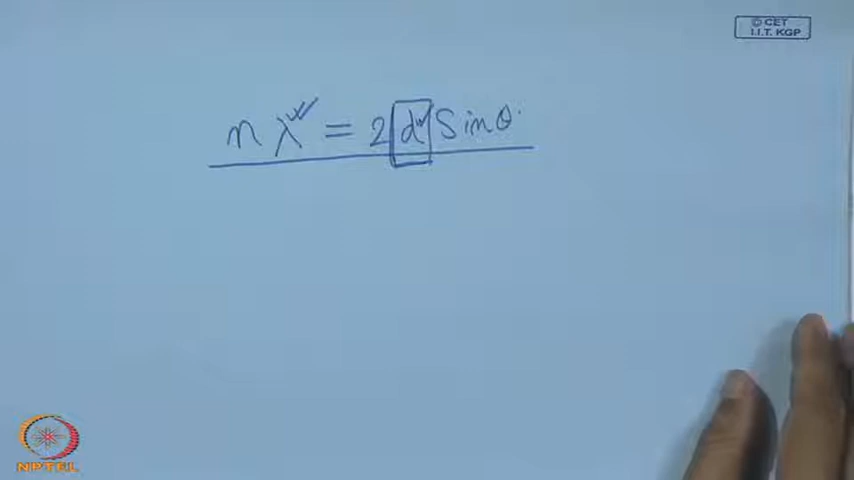 © CET
I.I.T. KGP
nλ = 2d Sinθ
NPTEL